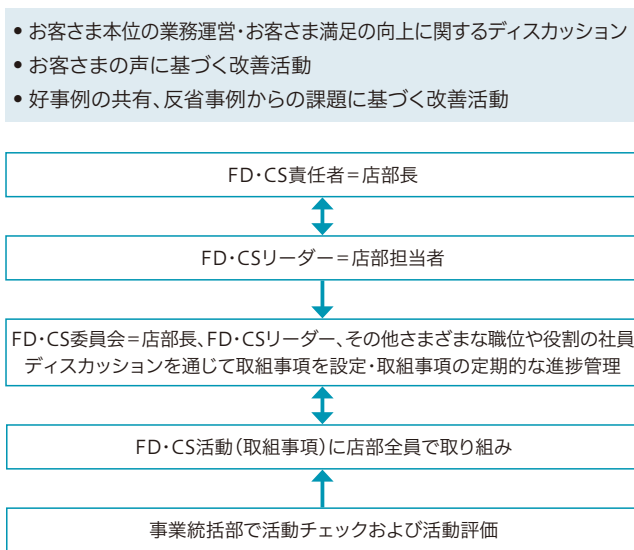 • お客さま本位の業務運営・お客さま満足の向上に関するディスカッション
• お客さまの声に基づく改善活動
• 好事例の共有、反省事例からの課題に基づく改善活動
FD・CS責任者＝店部長
FD・CSリーダー＝店部担当者
FD・CS委員会＝店部長、FD・CSリーダー、その他さまざまな職位や役割の社員
ディスカッションを通じて取組事項を設定・取組事項の定期的な進捗管理
FD・CS活動（取組事項）に店部全員で取り組み
事業統括部で活動チェックおよび活動評価